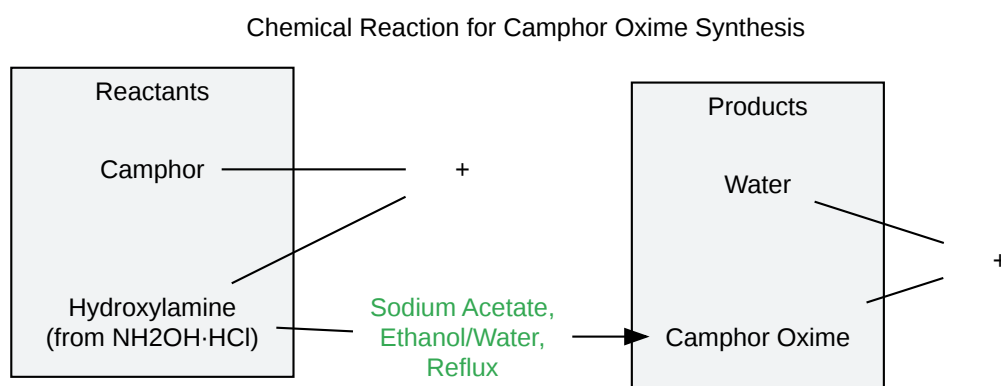 Chemical Reaction for Camphor Oxime Synthesis
Reactants
Camphor
+
Hydroxylamine
(from NH2OH·HCl)
Sodium Acetate,
Ethanol/Water,
Reflux
Products
Water
+
Camphor Oxime